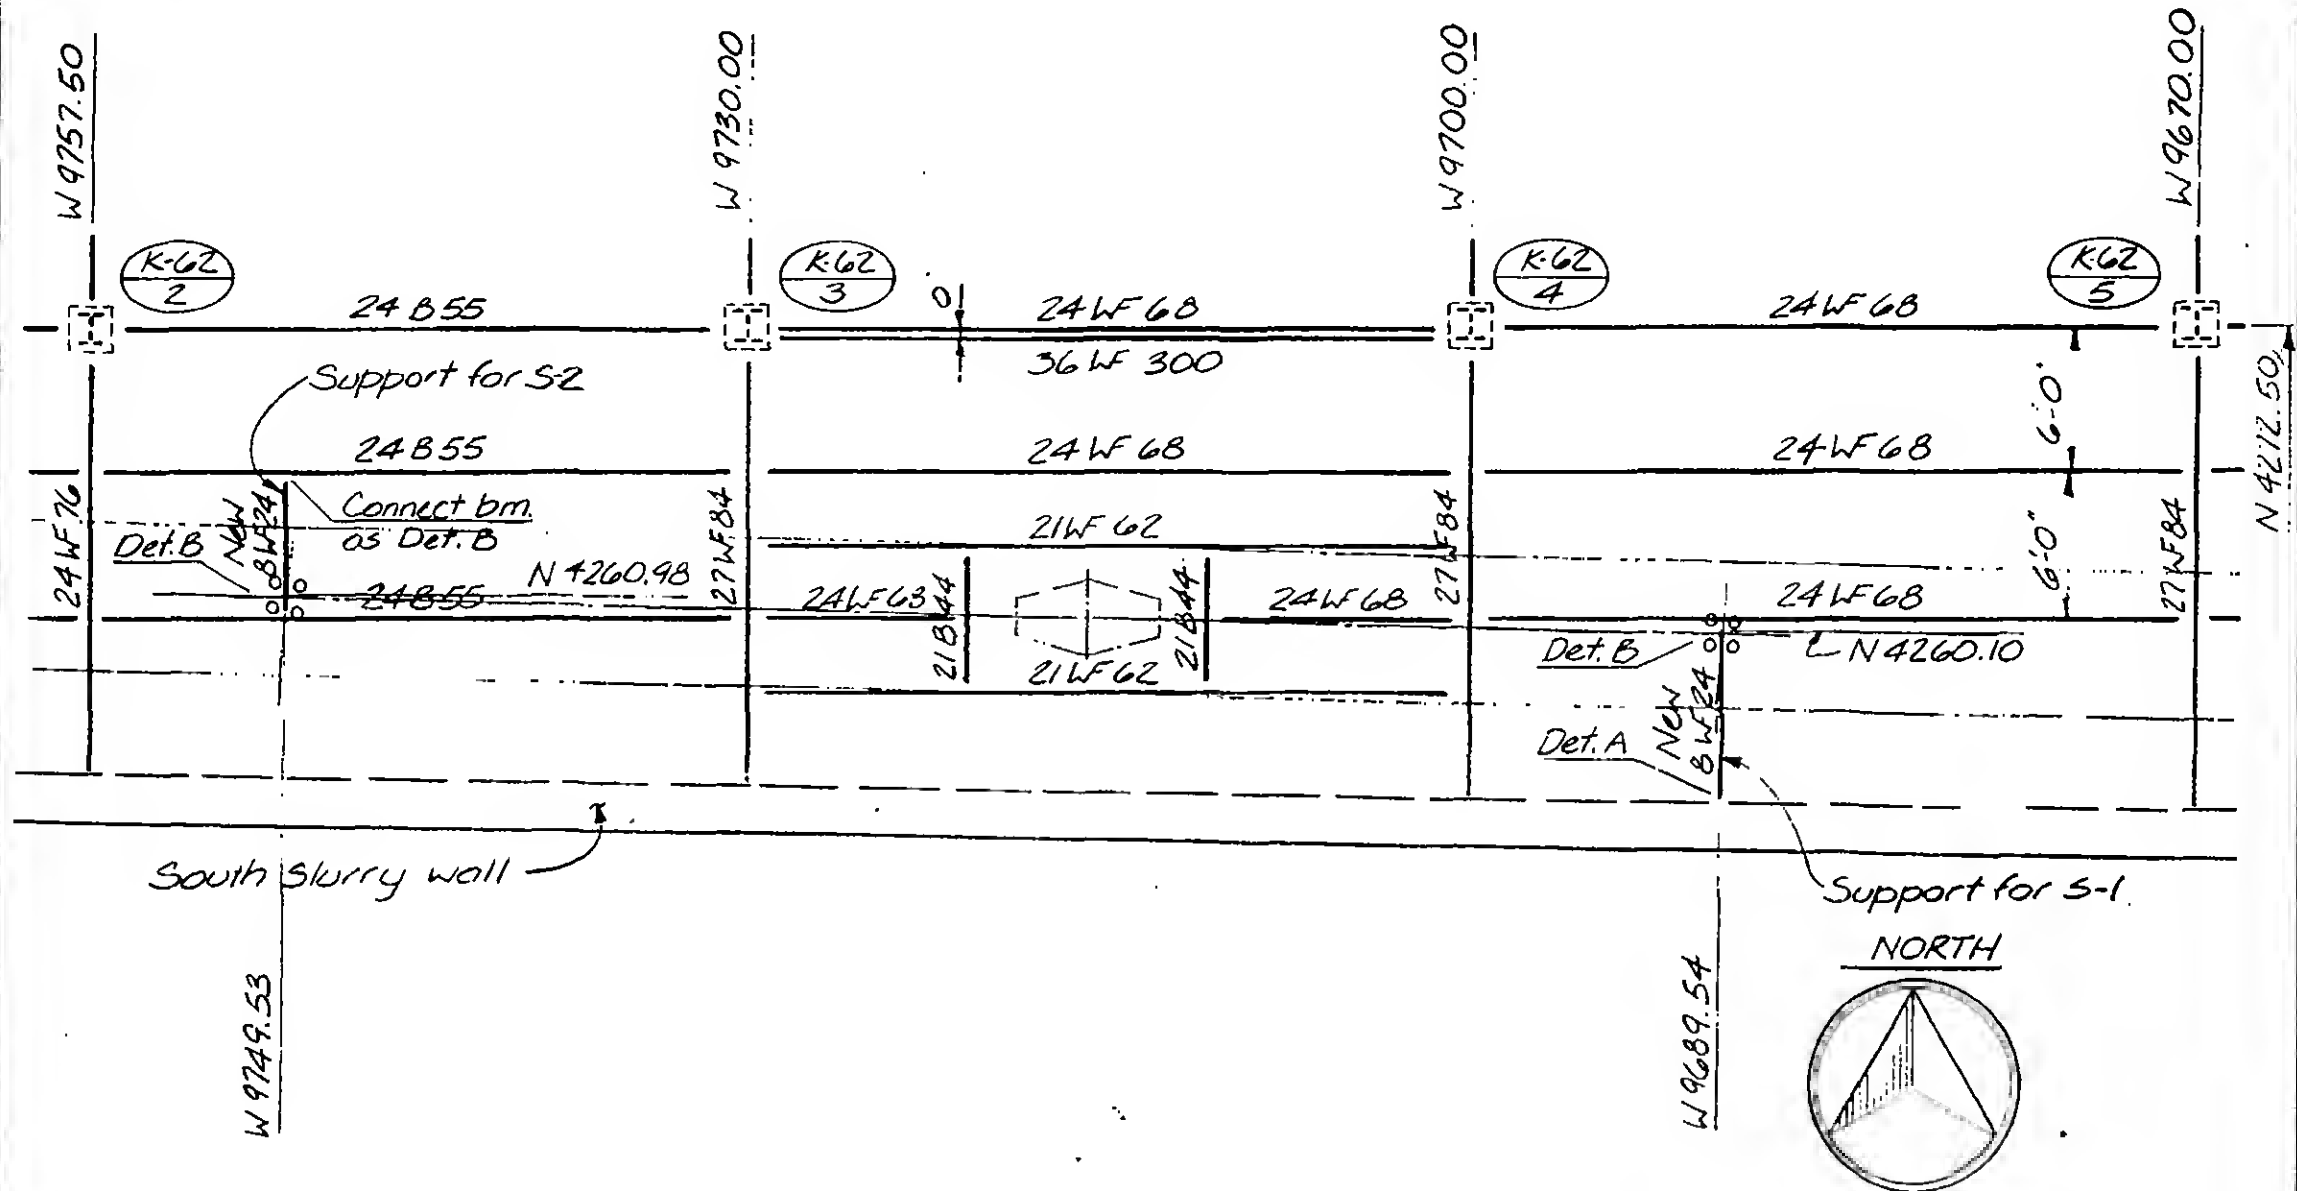 W 9757.50
W 9730.00
W 9700.00
W 9670.00
K-62
2
K-62
3
K-62
4
K-62
5
24 B 55
24 WF 68
24 WF 68
36 WF 300
Support for S-2
N 4272.50
6'-0"
24 B 55
24 WF 68
24 WF 68
24 WF 76
New
8 WF 24
Connect bm.
as Det. B
Det. B
27 WF 84
21 WF 62
27 WF 84
6'-0"
27 WF 84
N 4260.98
24 B 55
24 WF 63
21 B 44
21 B 44
24 WF 68
24 WF 68
21 WF 62
Det. B
N 4260.10
New
8 WF 24
Det. A
South slurry wall
Support for S-1
NORTH
W 9749.53
W 9689.54